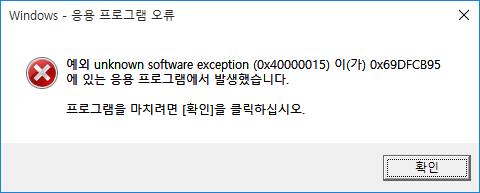 Windows - 응용 프로그램 오류
예외 unknown software exception (0x40000015) 이(가) 0x69DFCB95
에 있는 응용 프로그램에서 발생했습니다.
프로그램을 마치려면 [확인]을 클릭하십시오.
확인